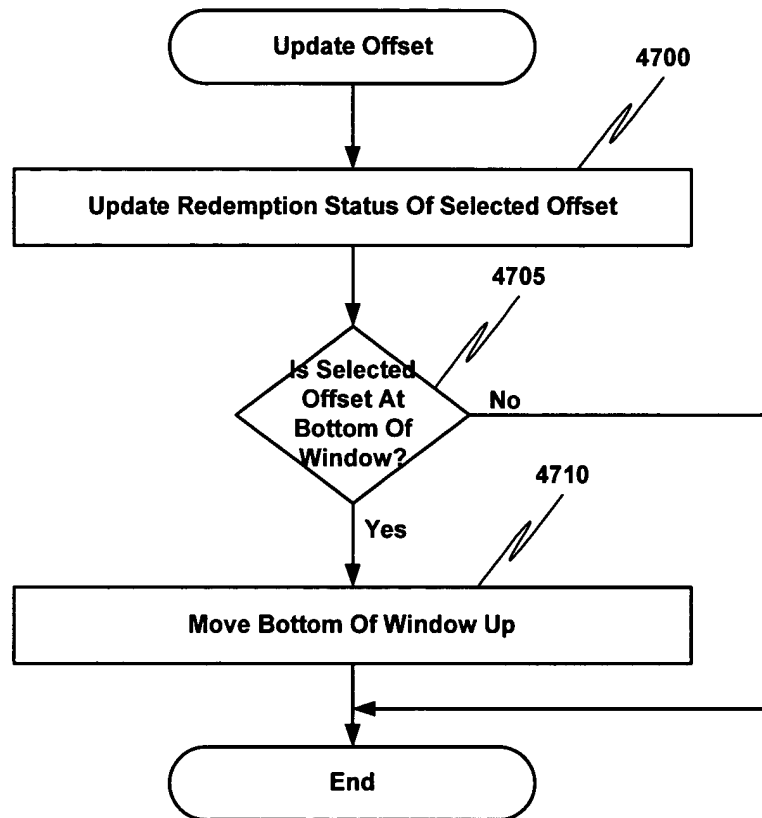 Update Offset
4700
Update Redemption Status Of Selected Offset
4705
Is Selected
Offset At
Bottom Of
Window?
No
4710
Yes
Move Bottom Of Window Up
End